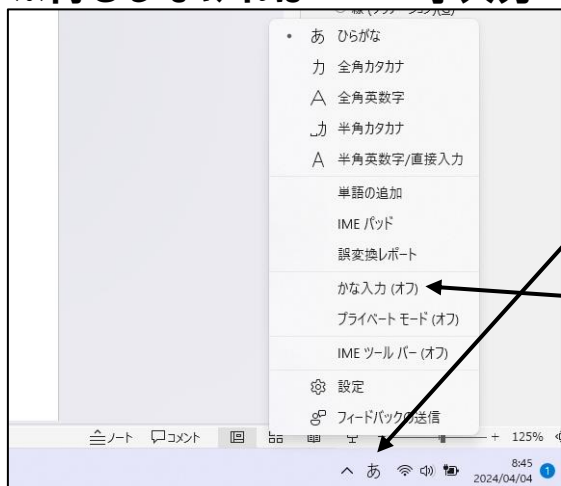 あ ひらがな
カ 全角カタカナ
A 全角英数字
_カ 半角カタカナ
A 半角英数字/直接入力
単語の追加
IME パッド
誤変換レポート
かな入力 (オフ)
プライベート モード (オフ)
IME ツール バー (オフ)
設定
フィードバックの送信
ノート コメント 125%
あ 8:45
2024/04/04 1